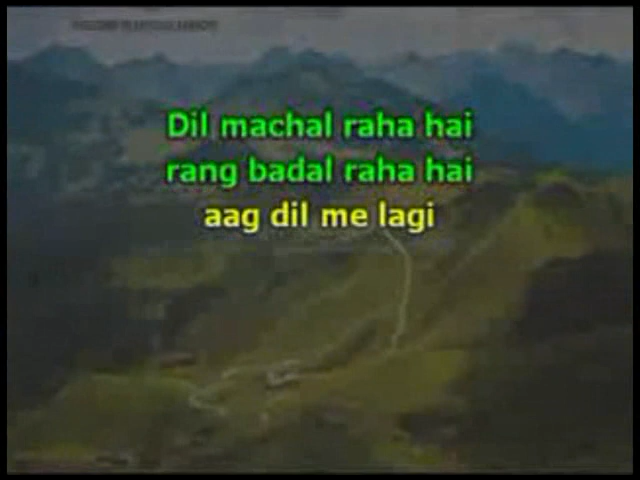 Dil machal raha hai
rang badal raha hai
aag dil me lagi